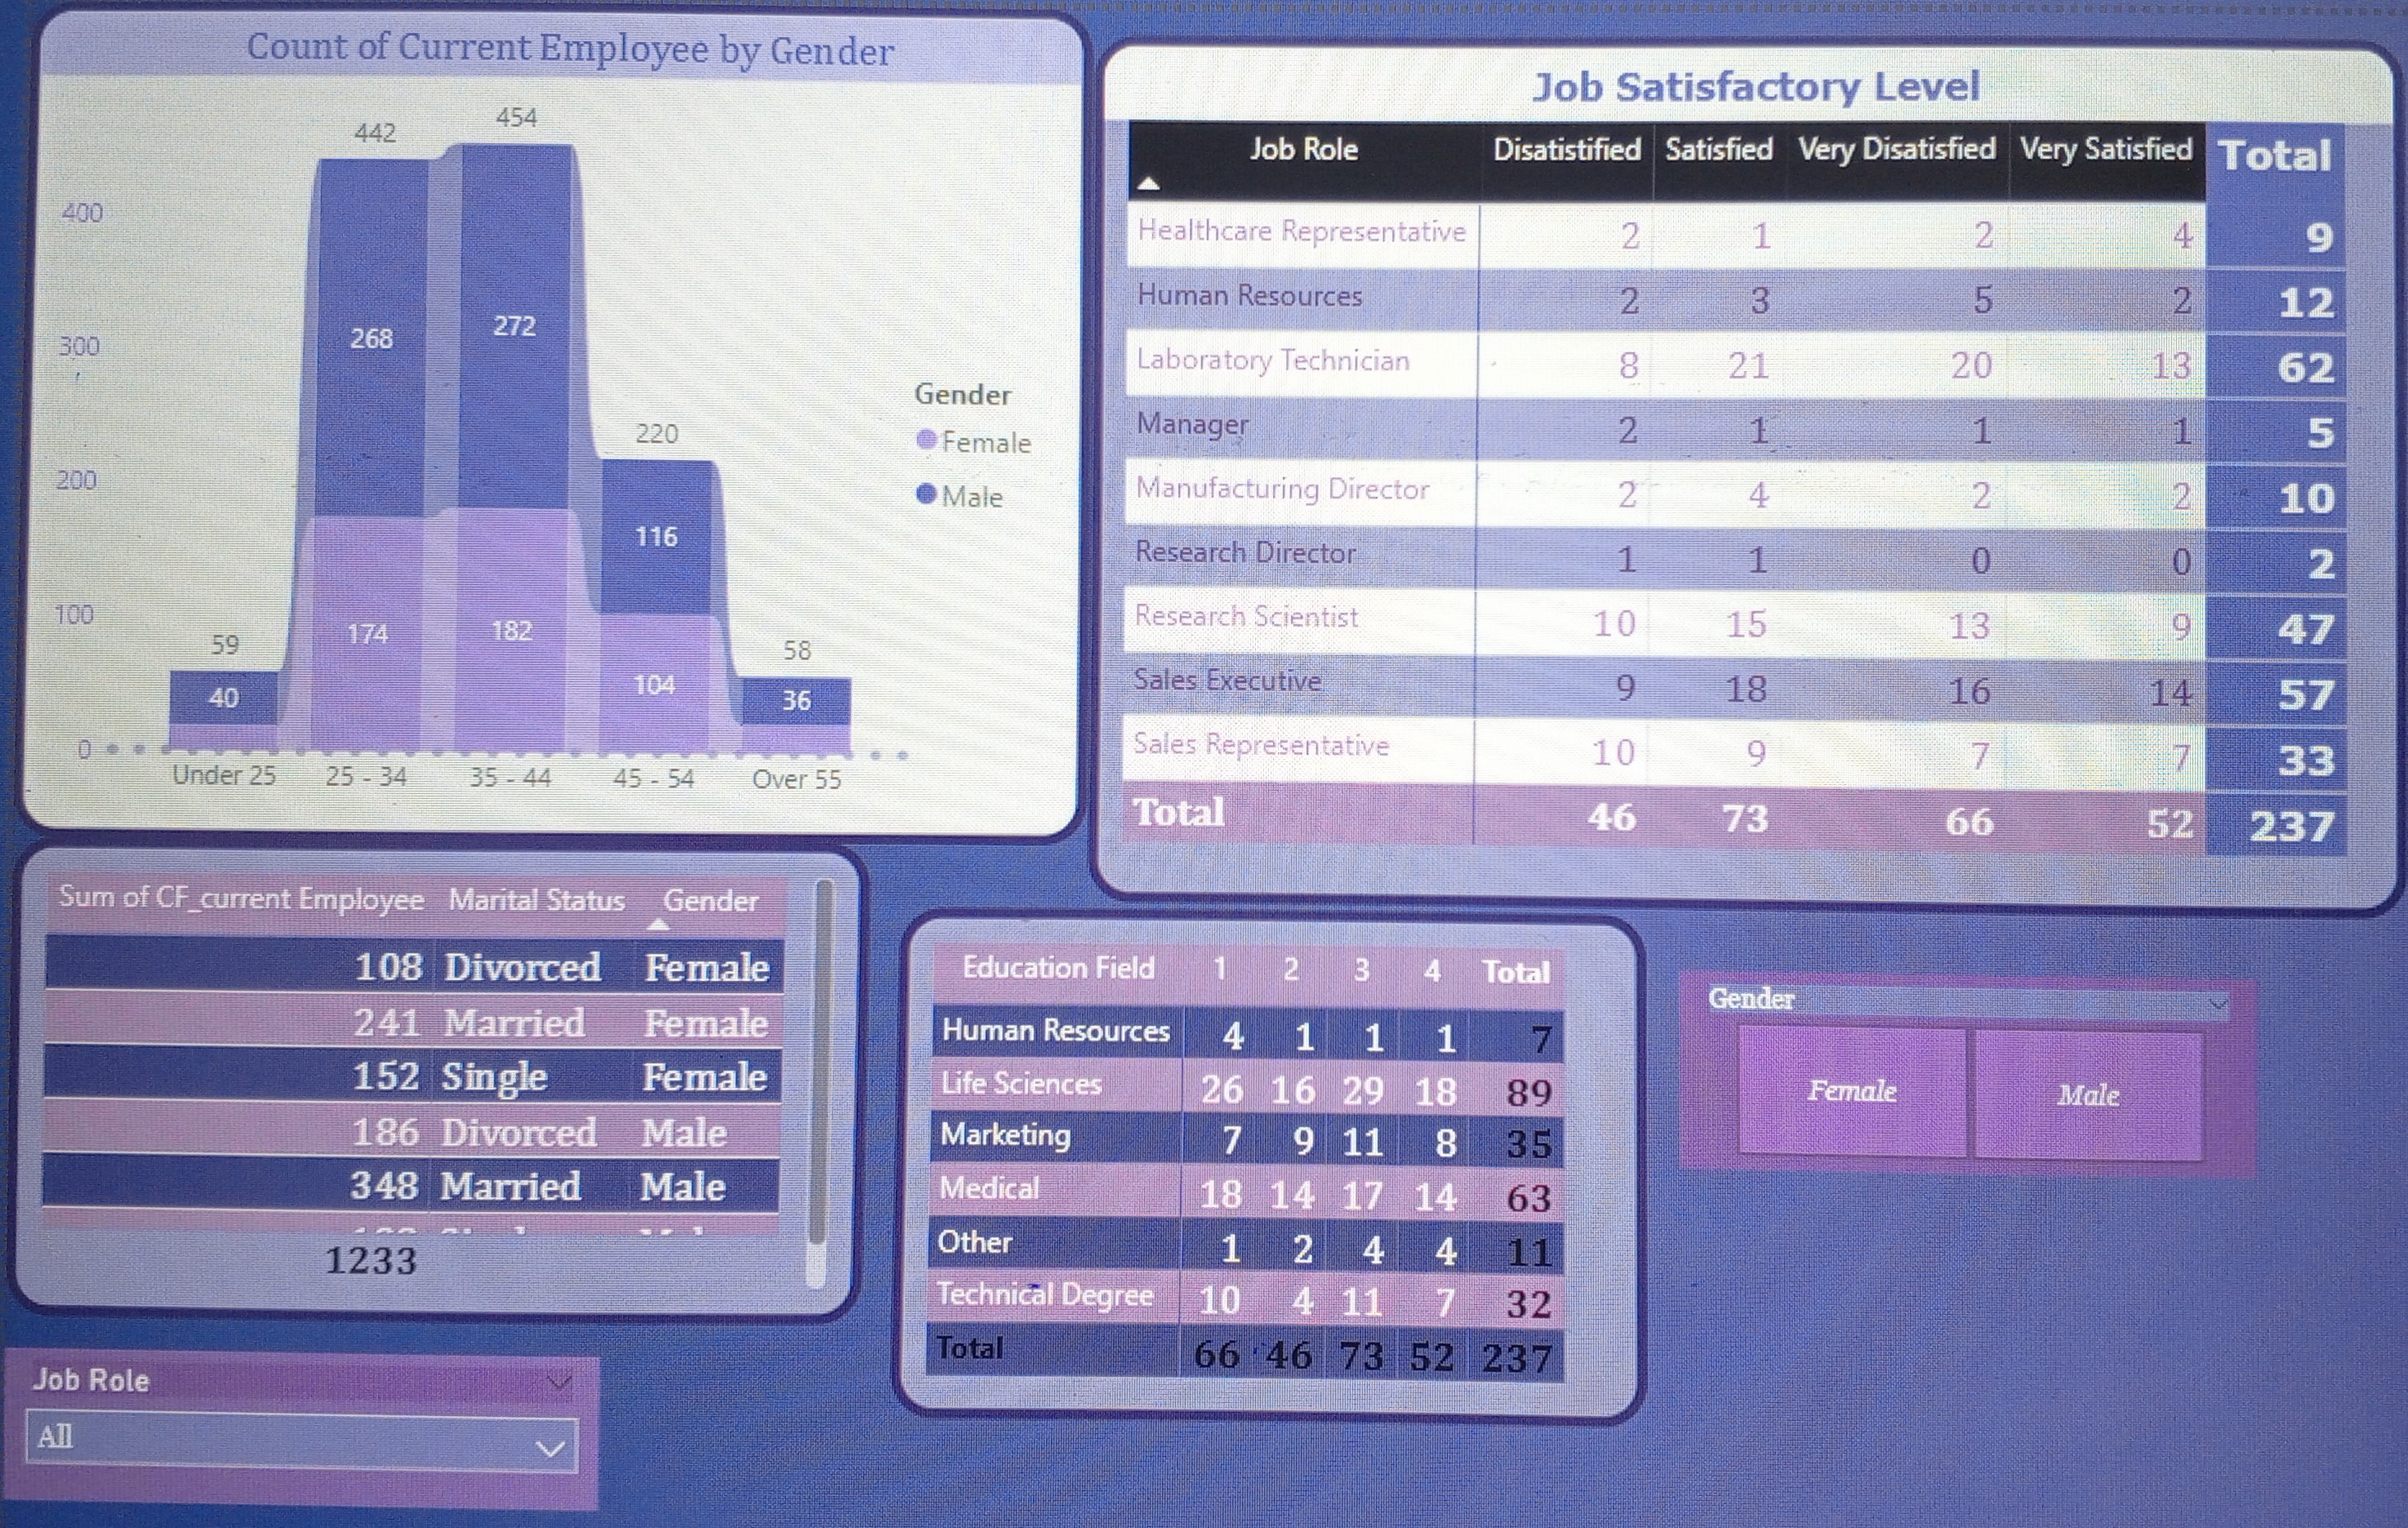 Count of Current Employee by Gender
442
454
400
268
272
300
Gender
Female
Male
220
200
116
174
182
104
100
59
58
40
36
0
Under 25 25 - 34 35 - 44 45 - 54 Over 55
Job Satisfactory Level
Job Role Disatistified Satisfied Very Disatisfied Very Satisfied Total
Healthcare Representative 2 1 2 4 9
Human Resources 2 3 5 2 12
Laboratory Technician 8 21 20 13 62
Manager 2 1 1 1 5
Manufacturing Director 2 4 2 2 10
Research Director 1 1 0 0 2
Research Scientist 10 15 13 9 47
Sales Executive 9 18 16 14 57
Sales Representative 10 9 7 7 33
Total 46 73 66 52 237
Sum of CF_current Employee Marital Status Gender
108 Divorced Female
241 Married Female
152 Single Female
186 Divorced Male
348 Married Male
1233
Education Field 1 2 3 4 Total
Human Resources 4 1 1 1 7
Life Sciences 26 16 29 18 89
Marketing 7 9 11 8 35
Medical 18 14 17 14 63
Other 1 2 4 4 11
Technical Degree 10 4 11 7 32
Total 66 46 73 52 237
Gender
Female Male
Job Role
All